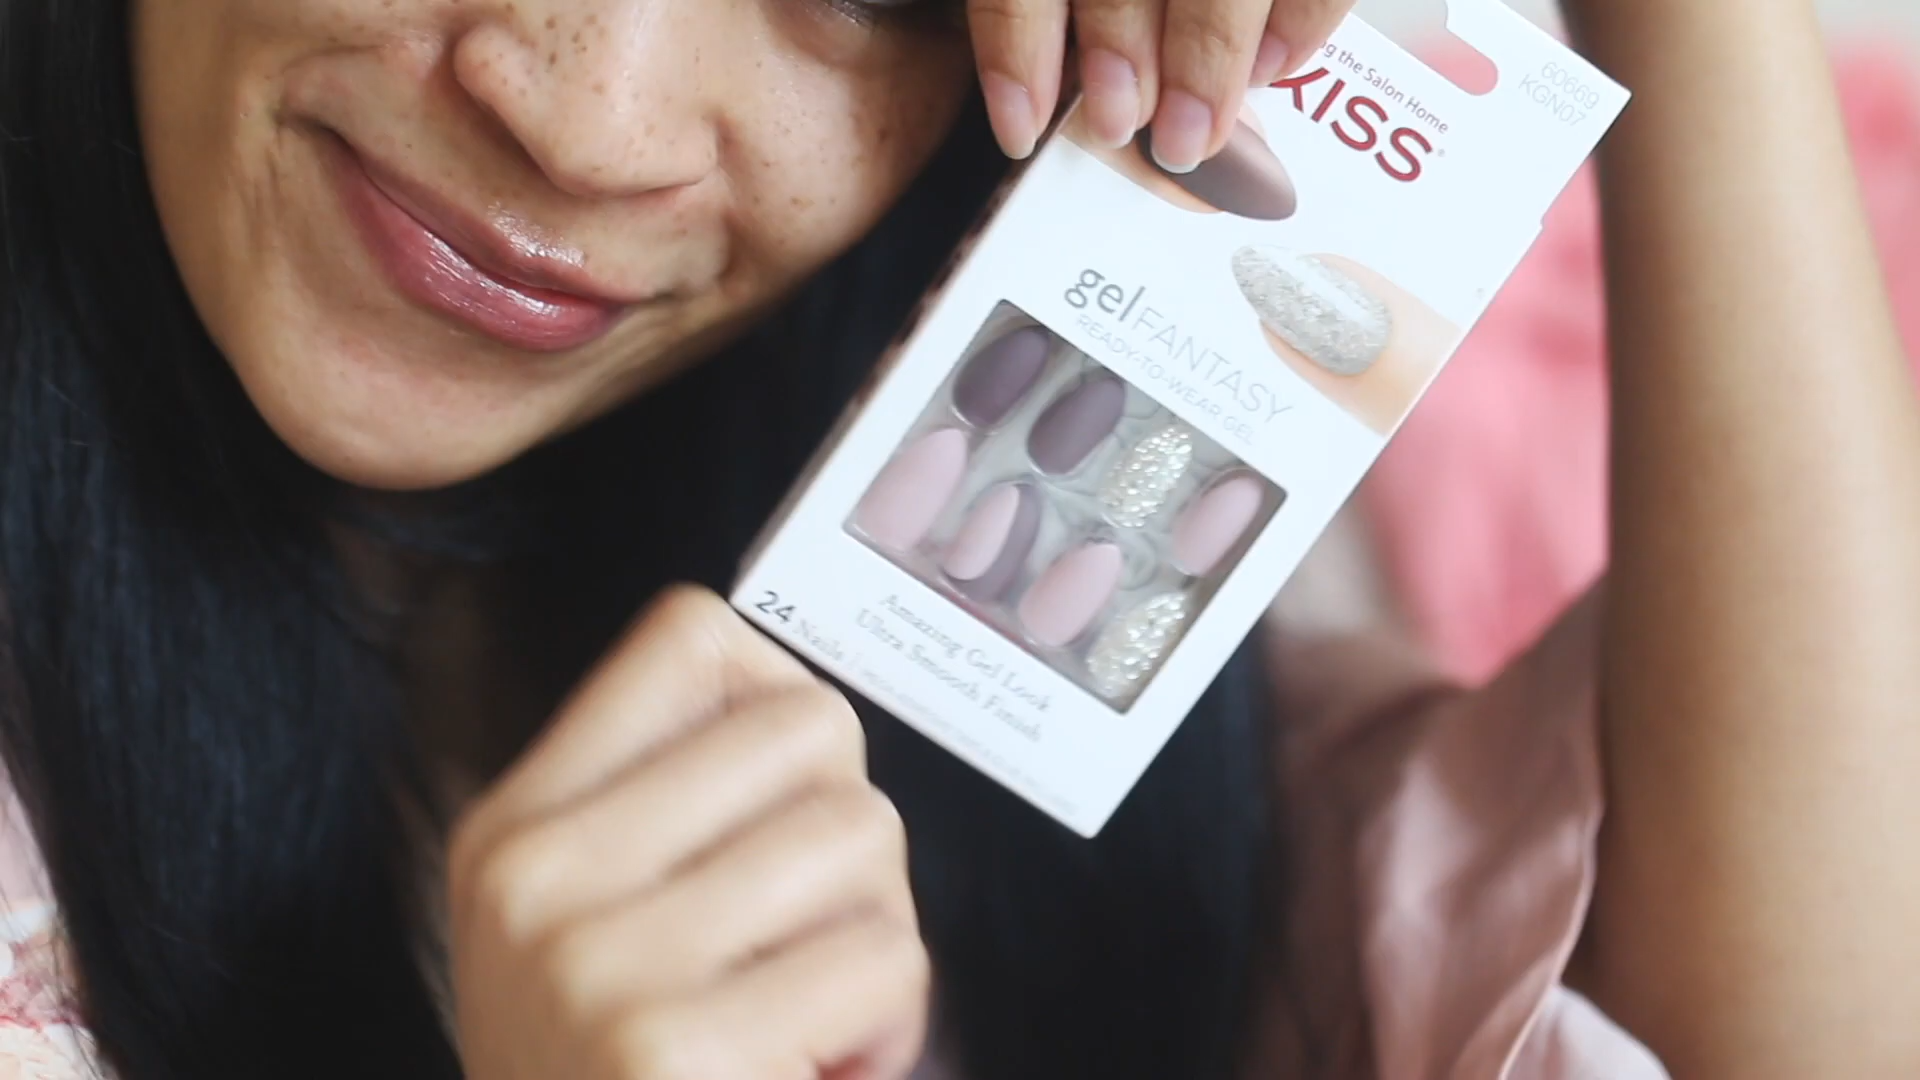 the Salon Home
KISS
60669
KGN07
gel FANTASY
READY-TO-WEAR GEL
Amazing Gel Look
Ultra Smooth Finish
24 Nails